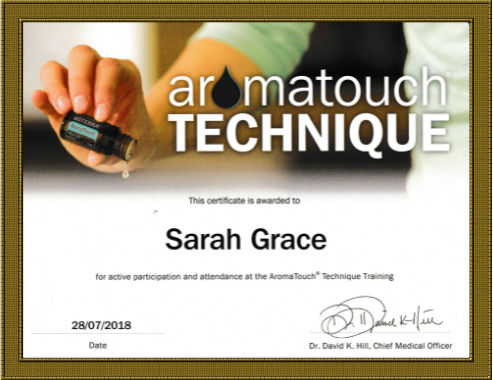 dōTERRA
aromatouch
TECHNIQUE
This certificate is awarded to
Sarah Grace
for active participation and attendance at the AromaTouch® Technique Training
28/07/2018
Date
Dr. David K. Hill, Chief Medical Officer